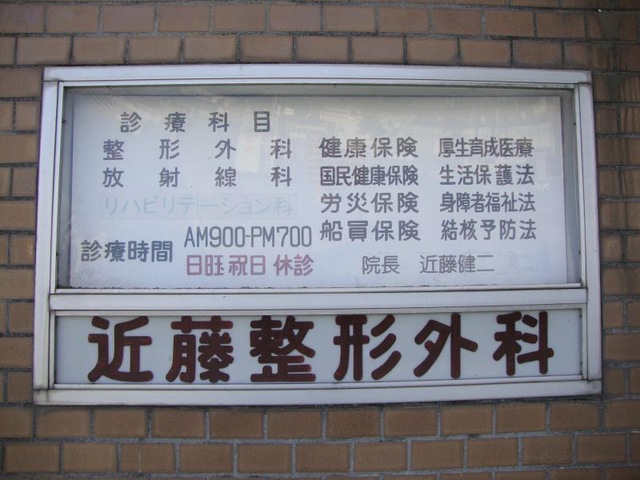 診療科目
整形外科
放射線科
リハビリテーション科
診療時間 AM900-PM700
日旺祝日休診
健康保険 厚生育成医療
国民健康保険 生活保護法
労災保険 身障者福祉法
船員保険 結核予防法
院長 近藤健二
近藤整形外科